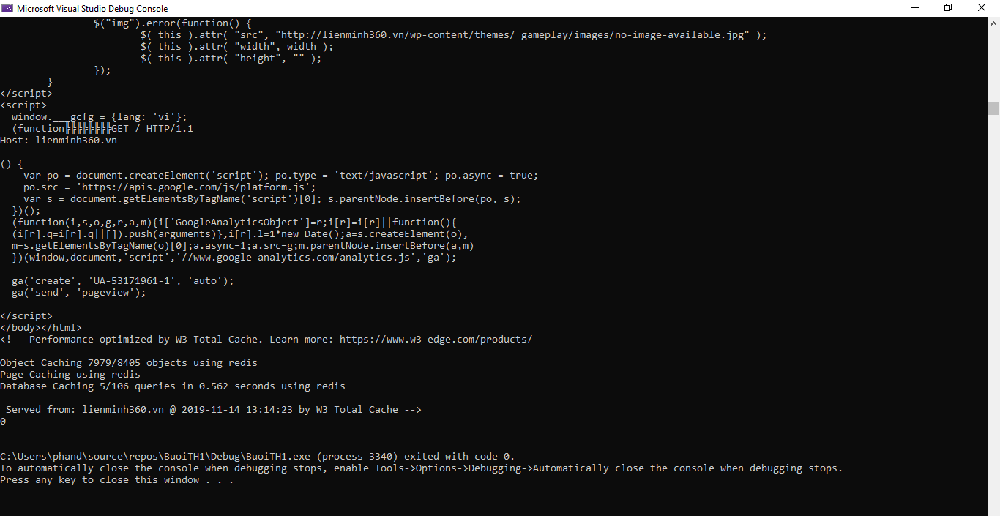 Microsoft Visual Studio Debug Console
$("img").error(function() {
$( this ).attr( "src", "http://lienminh360.vn/wp-content/themes/_gameplay/images/no-image-available.jpg" );
$( this ).attr( "width", width );
$( this ).attr( "height", "" );
});
}
</script>
<script>
window.___gcfg = {lang: 'vi'};
(function╠╠╠╠╠╠╠╠GET / HTTP/1.1
Host: lienminh360.vn
() {
var po = document.createElement('script'); po.type = 'text/javascript'; po.async = true;
po.src = 'https://apis.google.com/js/platform.js';
var s = document.getElementsByTagName('script')[0]; s.parentNode.insertBefore(po, s);
})();
(function(i,s,o,g,r,a,m){i['GoogleAnalyticsObject']=r;i[r]=i[r]||function(){
(i[r].q=i[r].q||[]).push(arguments)},i[r].l=1*new Date();a=s.createElement(o),
m=s.getElementsByTagName(o)[0];a.async=1;a.src=g;m.parentNode.insertBefore(a,m)
})(window,document,'script','//www.google-analytics.com/analytics.js','ga');
ga('create', 'UA-53171961-1', 'auto');
ga('send', 'pageview');
</script>
</body></html>
<!-- Performance optimized by W3 Total Cache. Learn more: https://www.w3-edge.com/products/
Object Caching 7979/8405 objects using redis
Page Caching using redis
Database Caching 5/106 queries in 0.562 seconds using redis
Served from: lienminh360.vn @ 2019-11-14 13:14:23 by W3 Total Cache -->
0
C:\Users\phand\source\repos\BuoiTH1\Debug\BuoiTH1.exe (process 3340) exited with code 0.
To automatically close the console when debugging stops, enable Tools->Options->Debugging->Automatically close the console when debugging stops.
Press any key to close this window . . .